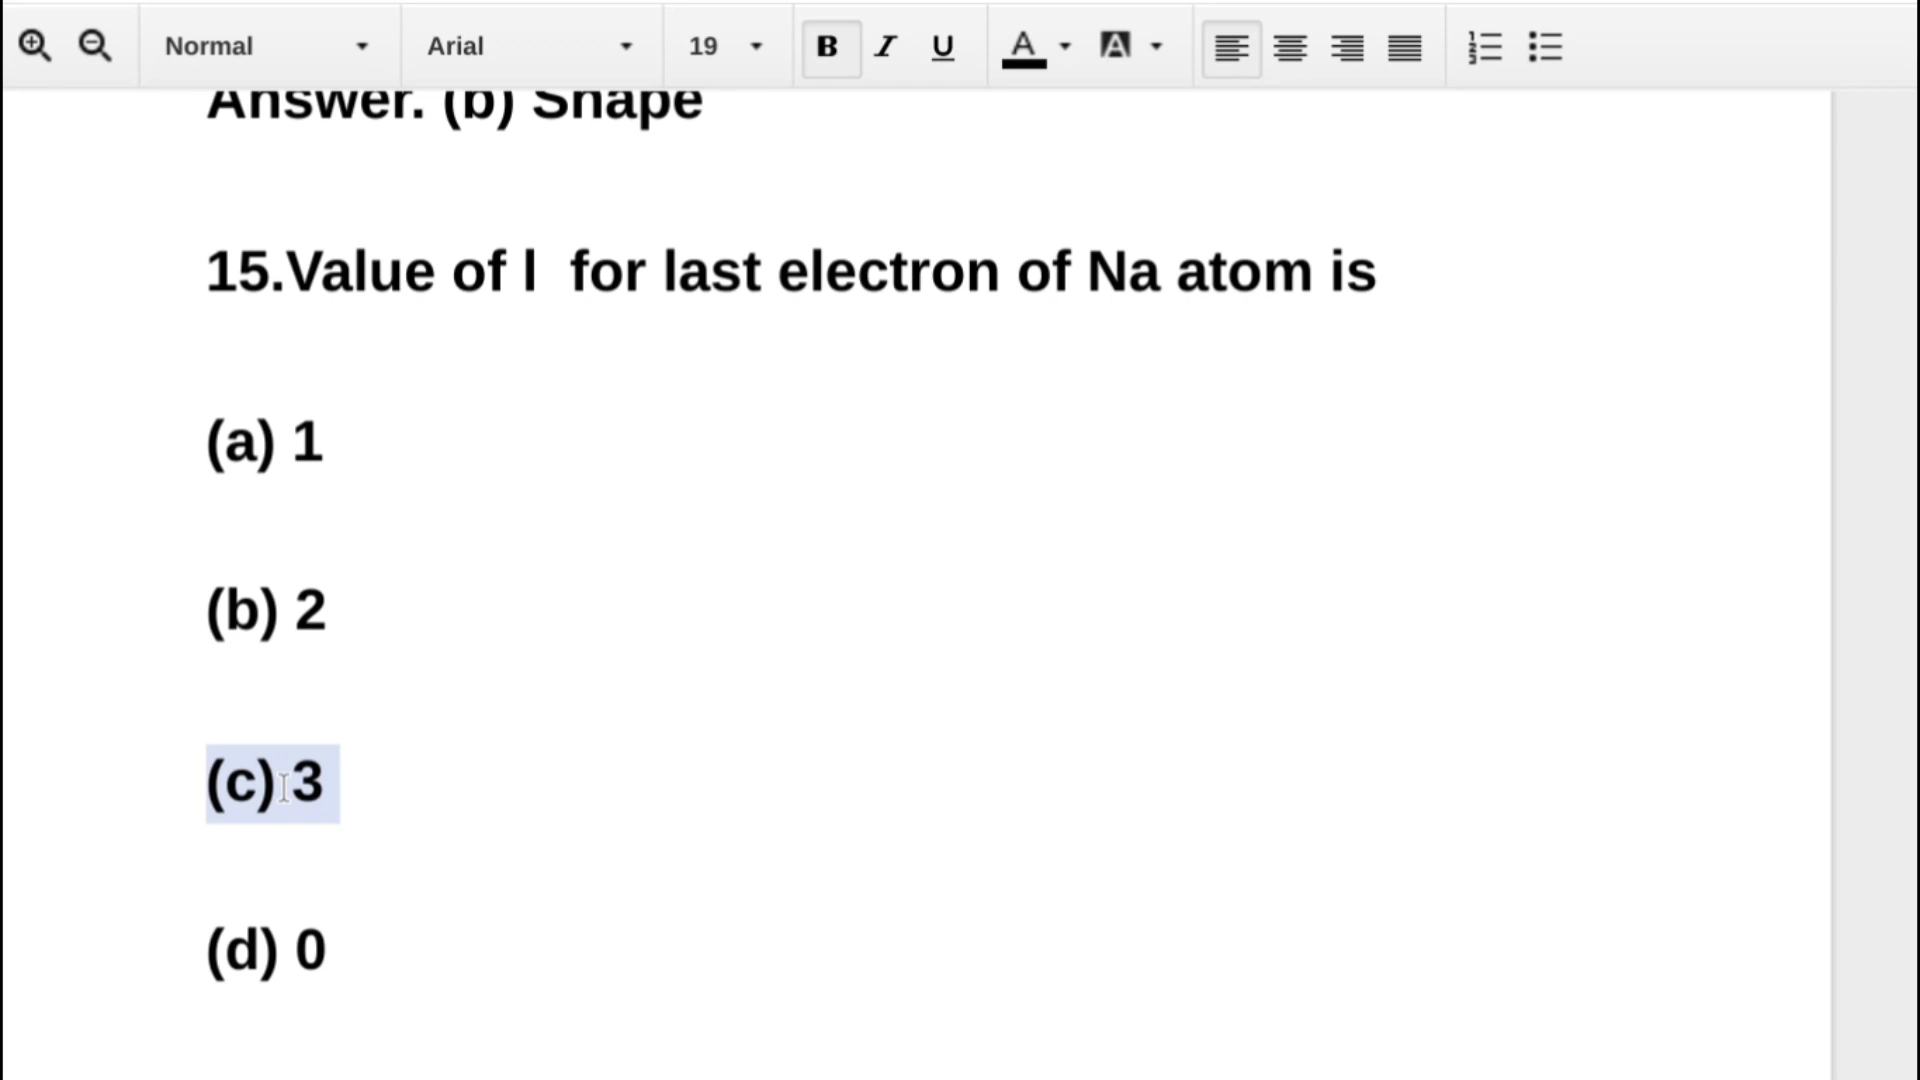 Normal Arial 19 B I U A A
Answer. (b) Shape
15.Value of l  for last electron of Na atom is
(a) 1
(b) 2
(c) 3
(d) 0